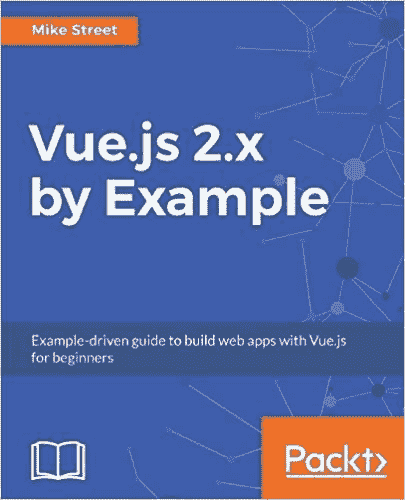 Mike Street
Vue.js 2.x
by Example
Example-driven guide to build web apps with Vue.js
for beginners
Packt>